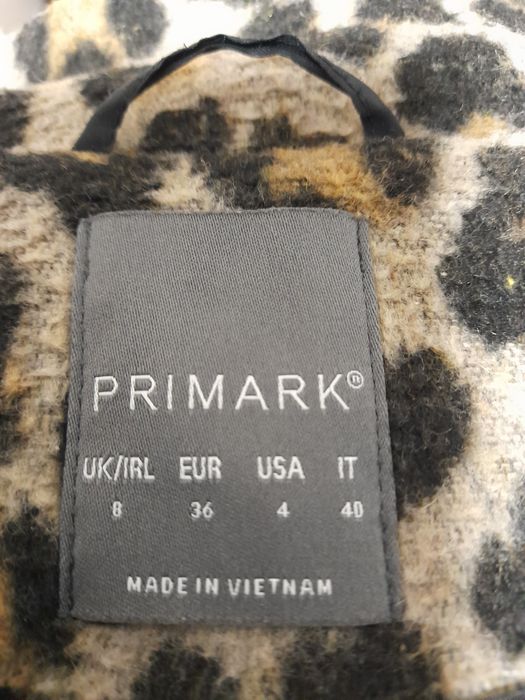 PRIMARK®
UK/IRL EUR USA IT
8 36 4 40
MADE IN VIETNAM